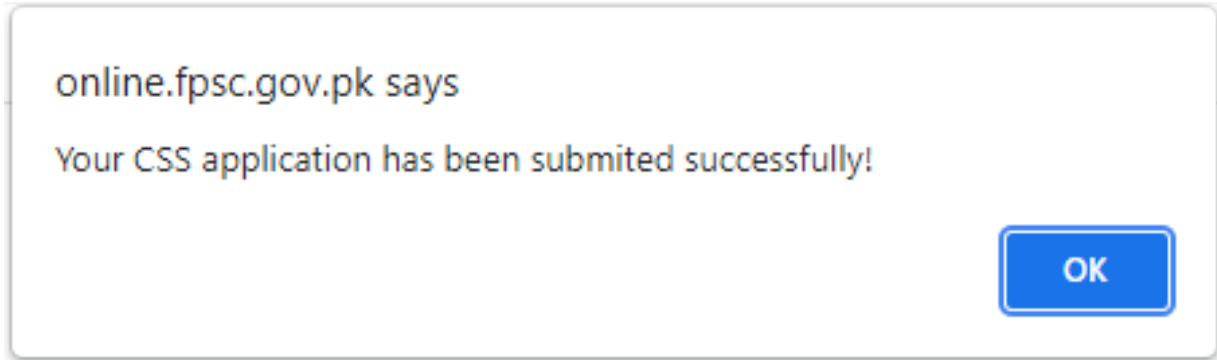 online.fpsc.gov.pk says
Your CSS application has been submited successfully!
OK